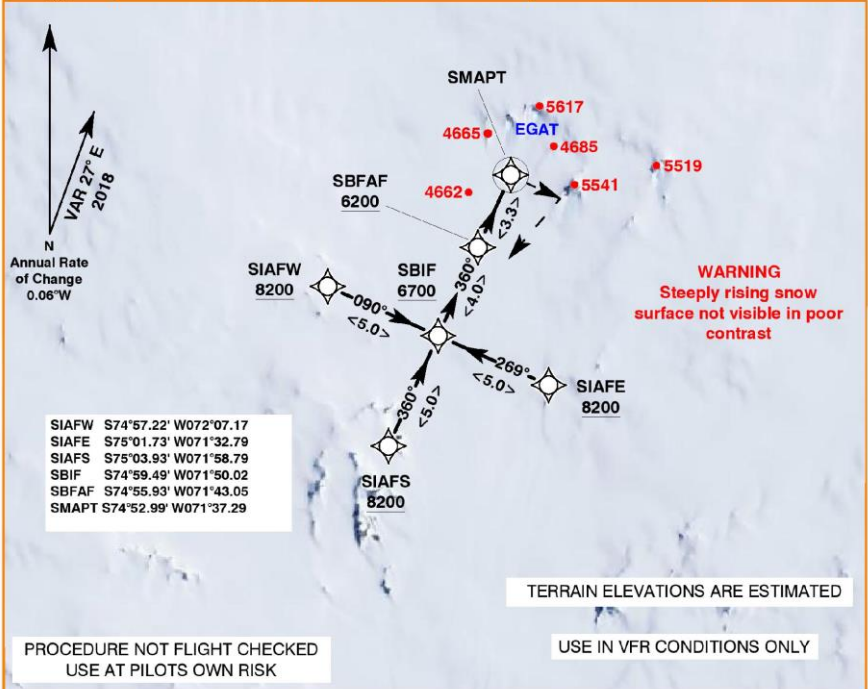 SMAPT
5617
EGAT
4665
4685
5519
5541
4662
SBFAF
6200
VAR 27° E
2018
N
Annual Rate
of Change
0.06°W
<3.3>
SIAFW
8200
SBIF
6700
360°
<4.0>
WARNING
Steeply rising snow
surface not visible in poor
contrast
090°
<5.0>
269°
<5.0>
SIAFE
8200
360°
<5.0>
SIAFS
8200
SIAFW S74°57.22' W072°07.17
SIAFE S75°01.73' W071°32.79
SIAFS S75°03.93' W071°58.79
SBIF S74°59.49' W071°50.02
SBFAF S74°55.93' W071°43.05
SMAPT S74°52.99' W071°37.29
TERRAIN ELEVATIONS ARE ESTIMATED
PROCEDURE NOT FLIGHT CHECKED
USE AT PILOTS OWN RISK
USE IN VFR CONDITIONS ONLY